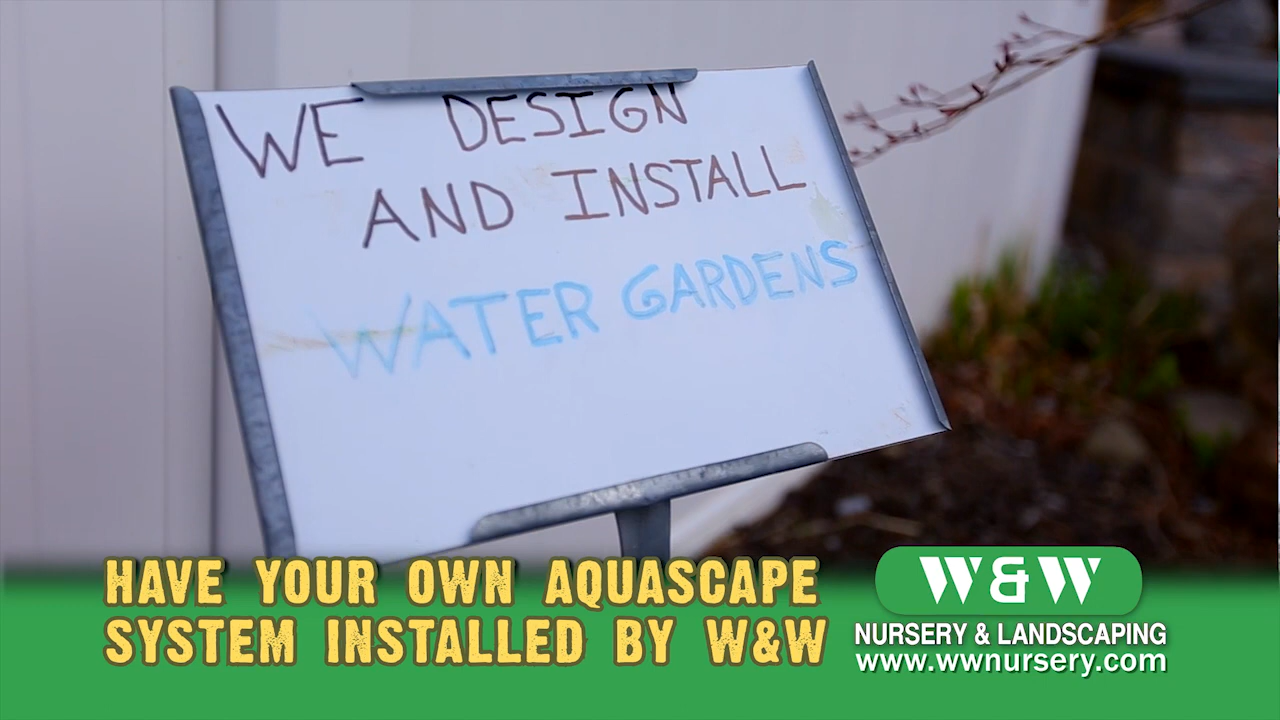 WE DESIGN
AND INSTALL
WATER GARDENS
HAVE YOUR OWN AQUASCAPE
SYSTEM INSTALLED BY W&W
W&W
NURSERY & LANDSCAPING
www.wwnursery.com